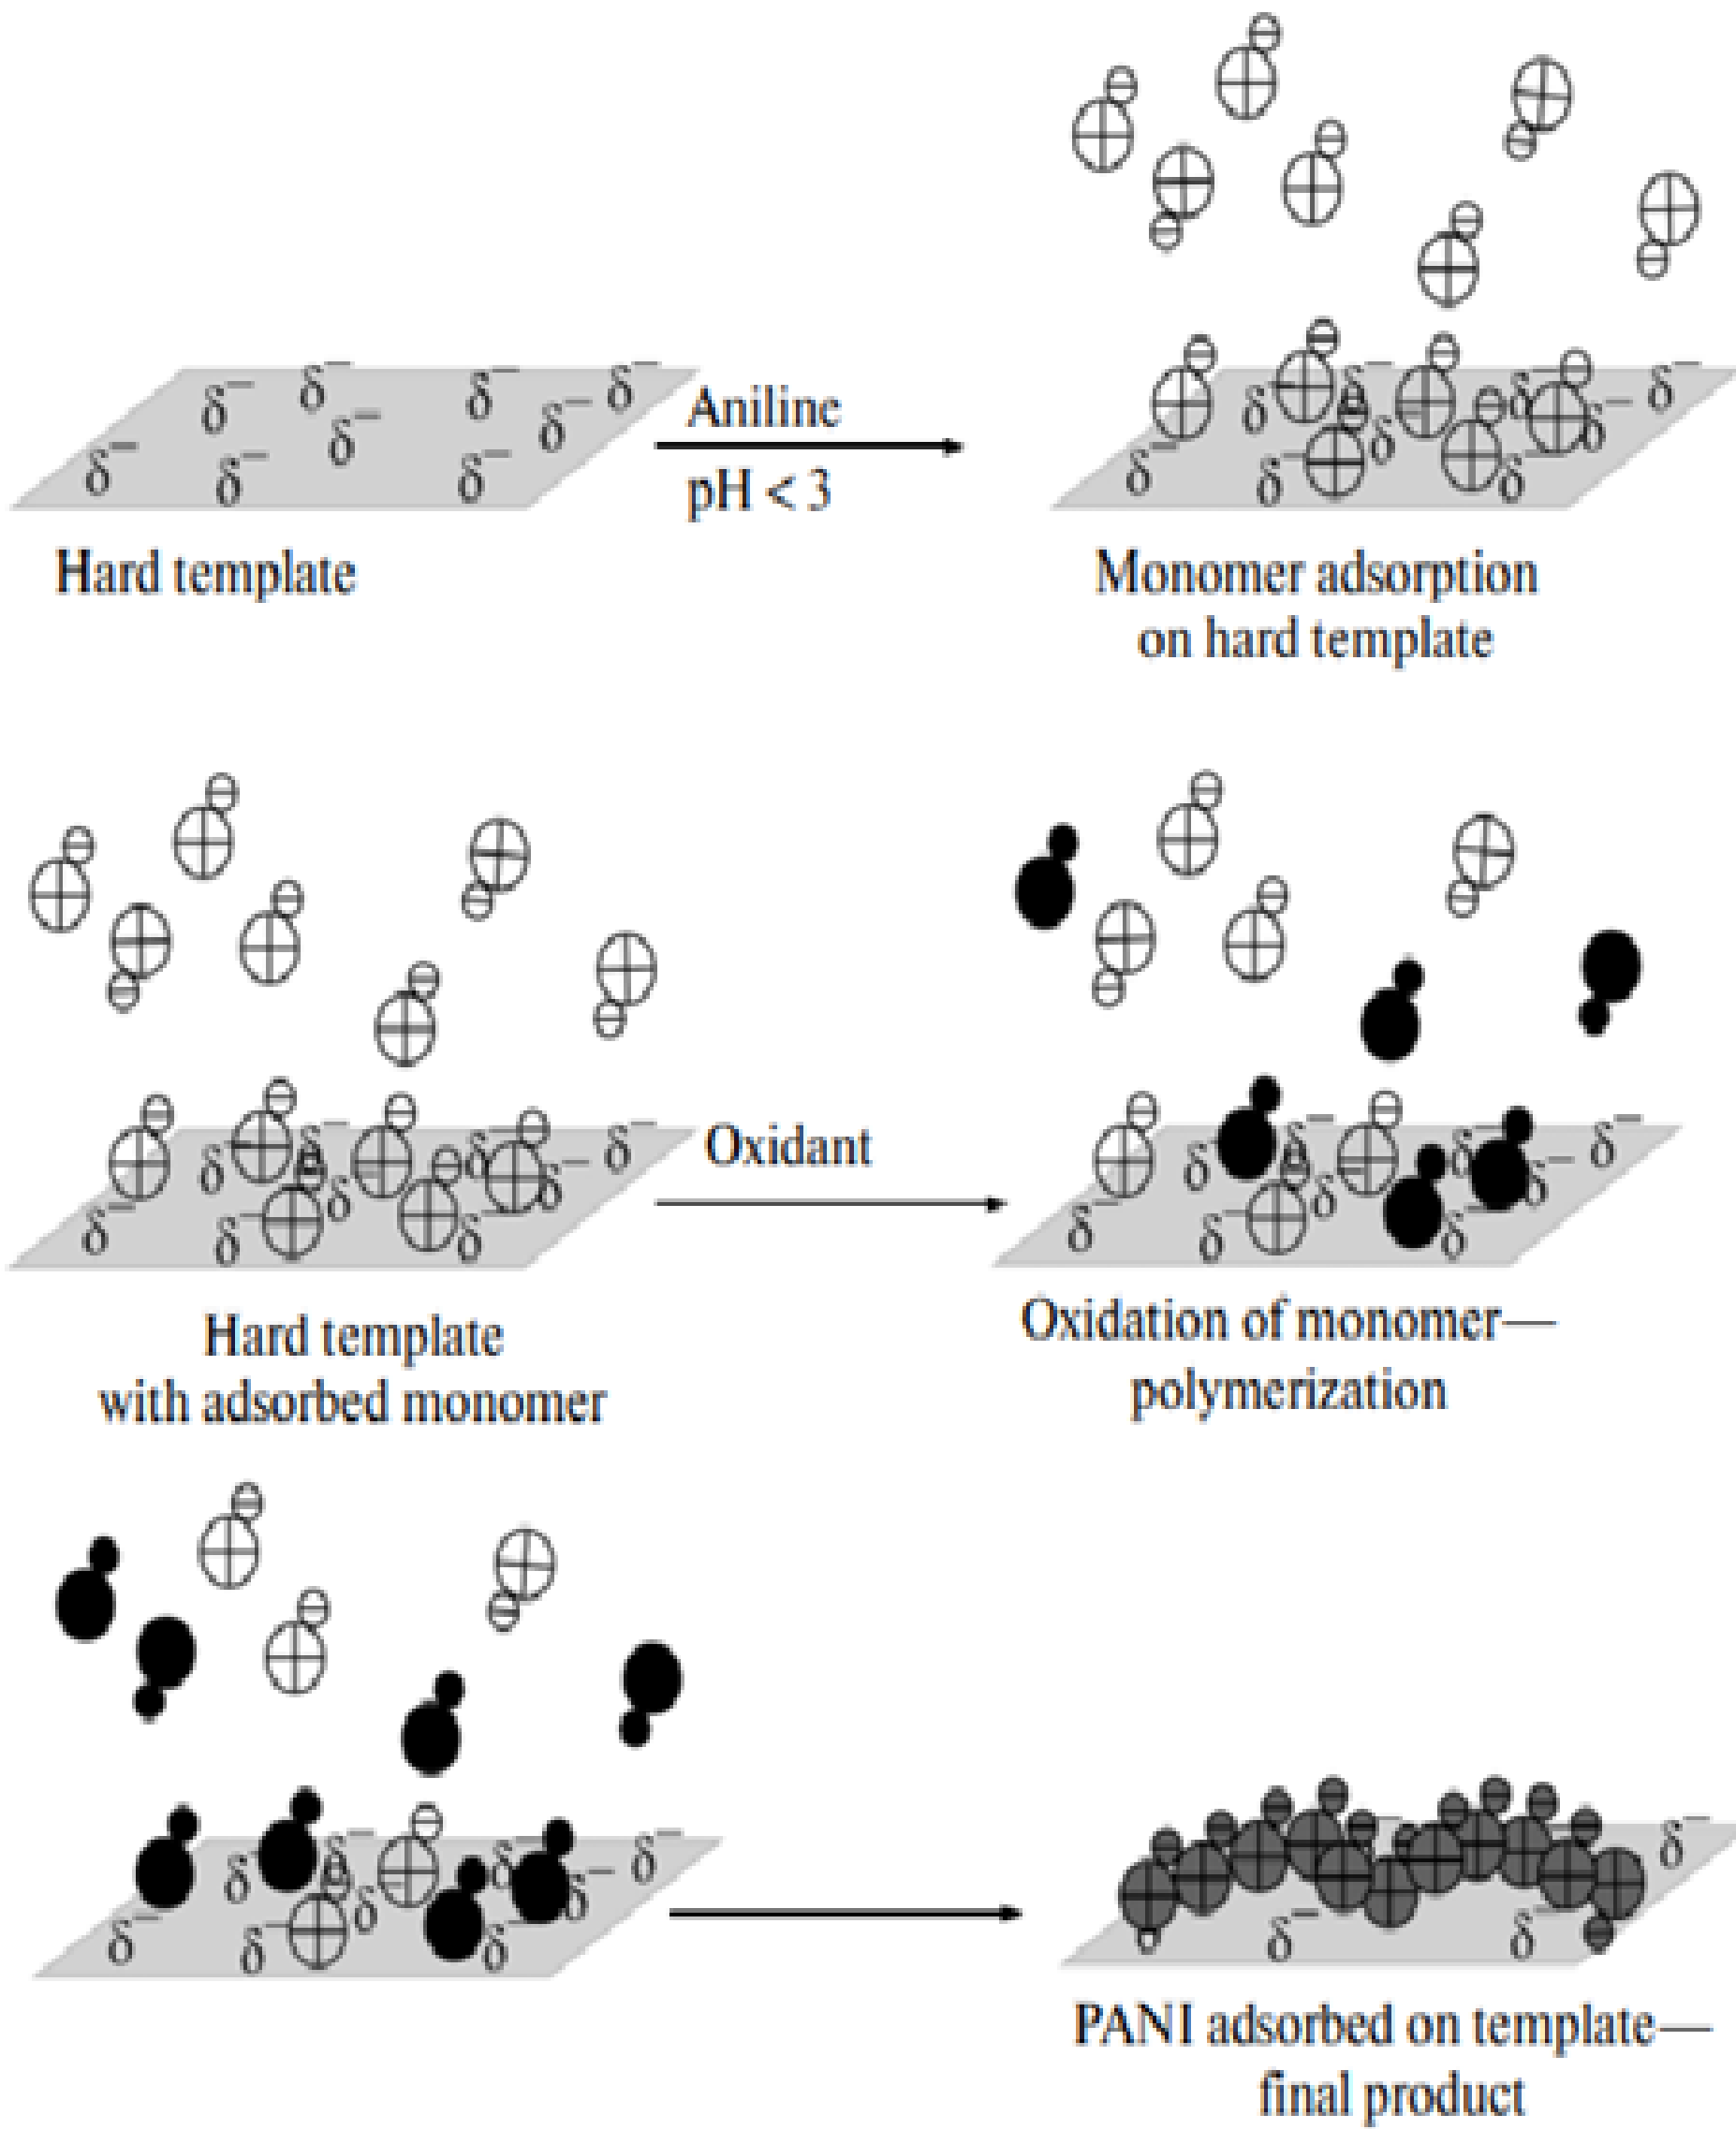 δ⁻ δ⁻ δ⁻ δ⁻ δ⁻ δ⁻ δ⁻ δ⁻ δ⁻
Aniline
pH < 3
δ⁻ δ⁻ δ⁻ δ⁻ δ⁻ δ⁻ δ⁻ δ⁻ δ⁻
Hard template
Monomer adsorption
on hard template
δ⁻ δ⁻ δ⁻ δ⁻ δ⁻ δ⁻ δ⁻ δ⁻ δ⁻
Oxidant
δ⁻ δ⁻ δ⁻ δ⁻ δ⁻ δ⁻ δ⁻ δ⁻ δ⁻
Hard template
with adsorbed monomer
Oxidation of monomer—
polymerization
δ⁻ δ⁻ δ⁻ δ⁻ δ⁻ δ⁻ δ⁻ δ⁻ δ⁻
δ⁻ δ⁻ δ⁻
PANI adsorbed on template—
final product